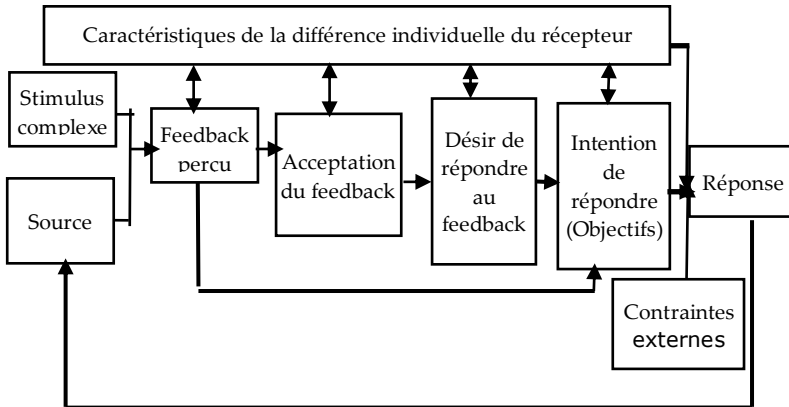 Caractéristiques de la différence individuelle du récepteur
Stimulus
complexe
Source
Feedback
perçu
Acceptation
du feedback
Désir de
répondre
au
feedback
Intention
de
répondre
(Objectifs)
Réponse
Contraintes
externes